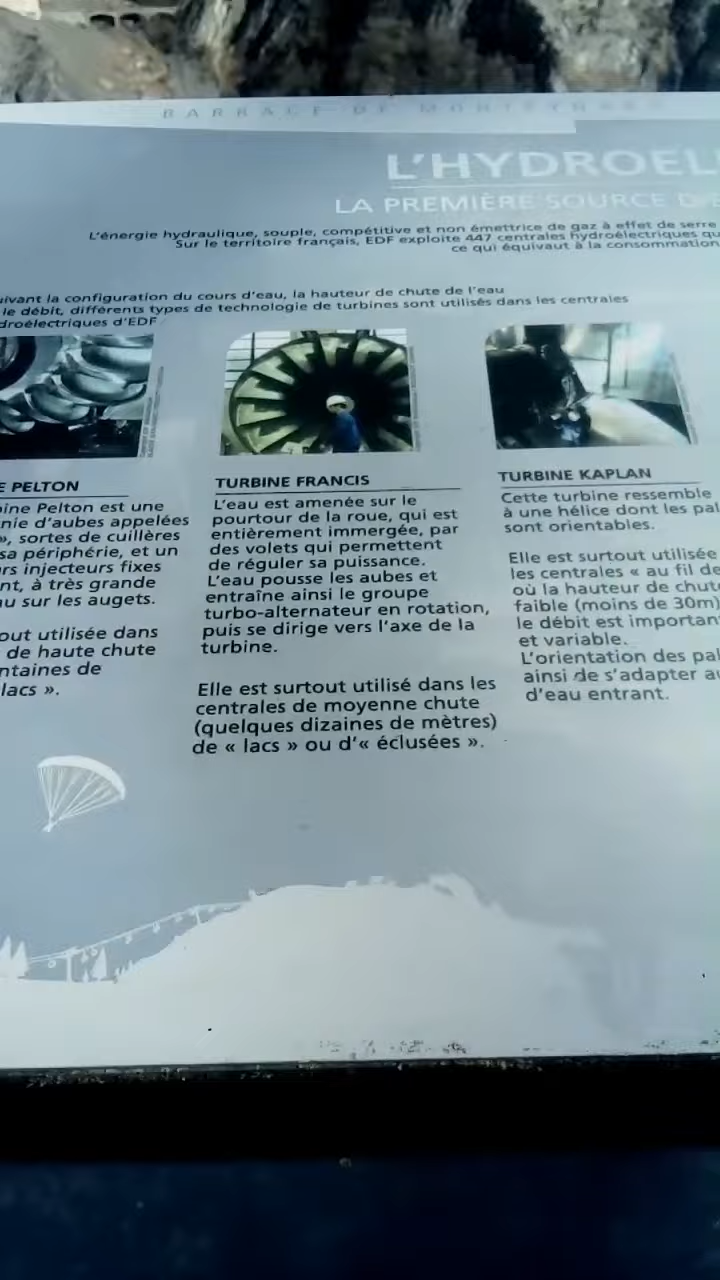 BARRAGE DE MONTEYNARD
L'HYDROEL
LA PREMIÈRE SOURCE D'E
L'énergie hydraulique, souple, compétitive et non émettrice de gaz à effet de serre
Sur le territoire français, EDF exploite 447 centrales hydroélectriques qu
ce qui équivaut à la consommation
uivant la configuration du cours d'eau, la hauteur de chute de l'eau
le débit, différents types de technologie de turbines sont utilisés dans les centrales
droélectriques d'EDF
E PELTON
bine Pelton est une
nie d'aubes appelées
», sortes de cuillères
sa périphérie, et un
rs injecteurs fixes
nt, à très grande
au sur les augets.
out utilisée dans
de haute chute
ntaines de
lacs ».
TURBINE FRANCIS
L'eau est amenée sur le
pourtour de la roue, qui est
entièrement immergée, par
des volets qui permettent
de réguler sa puissance.
L'eau pousse les aubes et
entraîne ainsi le groupe
turbo-alternateur en rotation,
puis se dirige vers l'axe de la
turbine.
Elle est surtout utilisé dans les
centrales de moyenne chute
(quelques dizaines de mètres)
de « lacs » ou d'« éclusées ».
TURBINE KAPLAN
Cette turbine ressemble
à une hélice dont les pal
sont orientables.
Elle est surtout utilisée
les centrales « au fil de
où la hauteur de chut
faible (moins de 30m)
le débit est important
et variable.
L'orientation des pal
ainsi de s'adapter au
d'eau entrant.